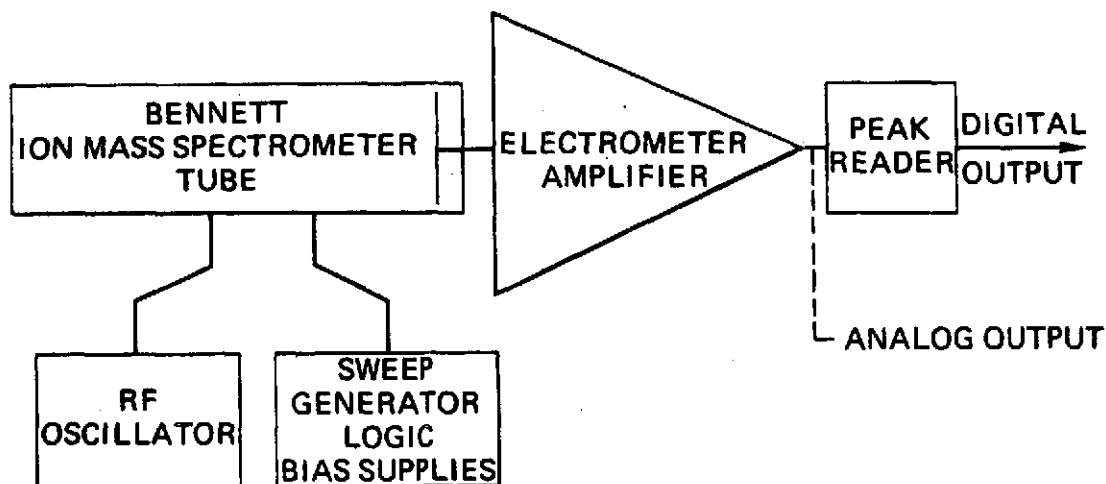 BENNETT
ION MASS SPECTROMETER
TUBE
ELECTROMETER
AMPLIFIER
PEAK
READER
DIGITAL
OUTPUT
ANALOG OUTPUT
RF
OSCILLATOR
SWEEP
GENERATOR
LOGIC
BIAS SUPPLIES